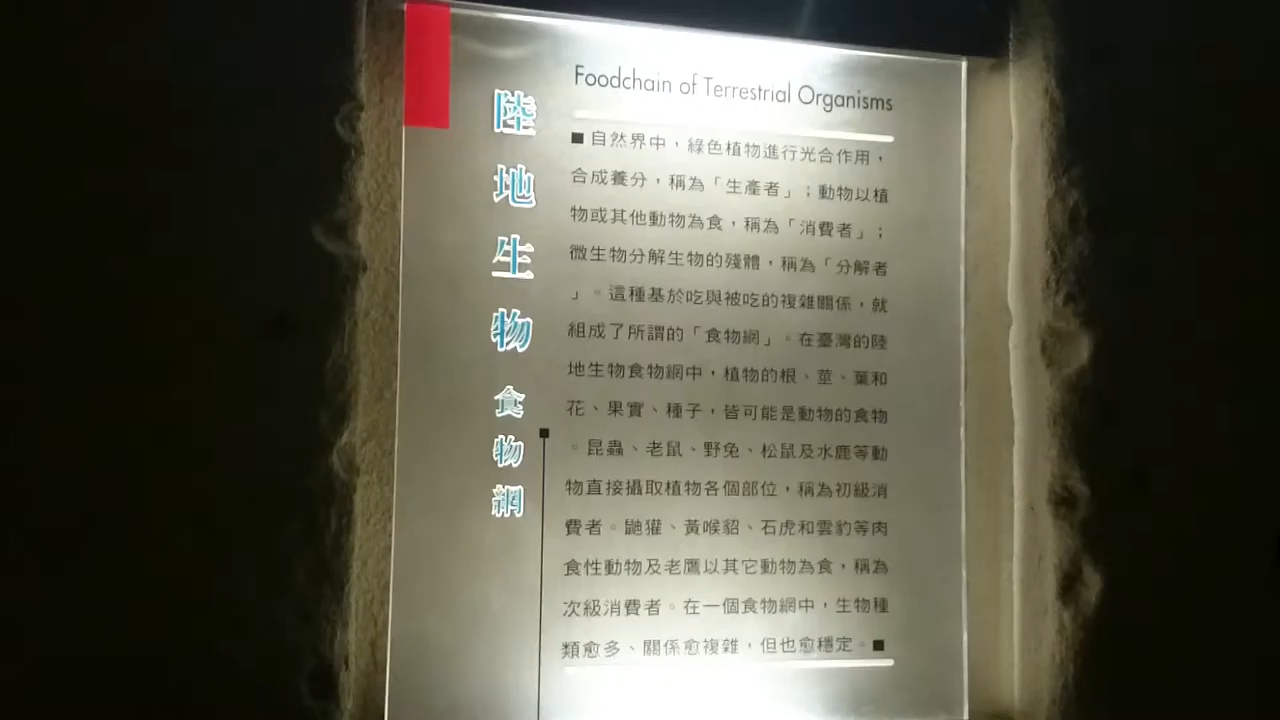 Foodchain of Terrestrial Organisms
陸地生物食物網
■自然界中，綠色植物進行光合作用，
合成養分，稱為「生產者」；動物以植
物或其他動物為食，稱為「消費者」；
微生物分解生物的殘體，稱為「分解者
」。這種基於吃與被吃的複雜關係，就
組成了所謂的「食物網」。在臺灣的陸
地生物食物網中，植物的根、莖、葉和
花、果實、種子，皆可能是動物的食物
。昆蟲、老鼠、野兔、松鼠及水鹿等動
物直接攝取植物各個部位，稱為初級消
費者。鼬獾、黃喉貂、石虎和雲豹等肉
食性動物及老鷹以其它動物為食，稱為
次級消費者。在一個食物網中，生物種
類愈多、關係愈複雜，但也愈穩定。■